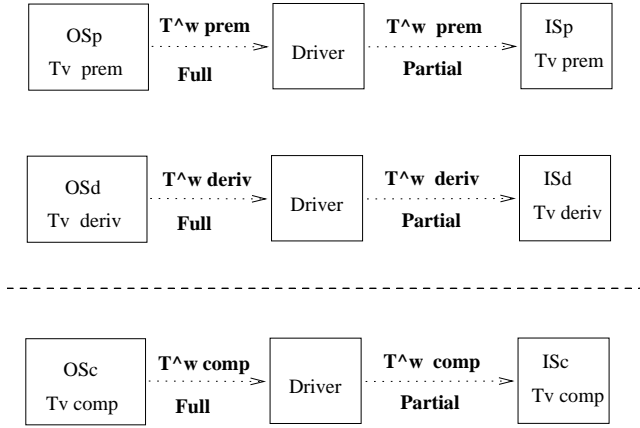 OSp
Tv prem
T^w prem
Full
Driver
T^w prem
Partial
ISp
Tv prem
OSd
Tv deriv
T^w deriv
Full
Driver
T^w deriv
Partial
ISd
Tv deriv
OSc
Tv comp
T^w comp
Full
Driver
T^w comp
Partial
ISc
Tv comp